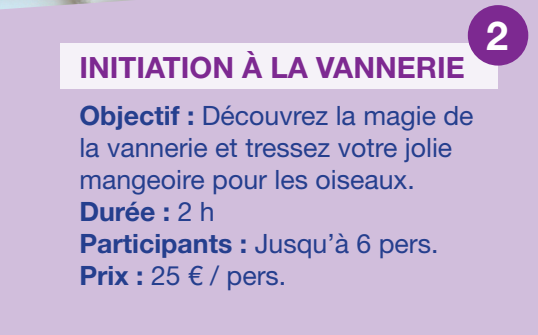 2
INITIATION À LA VANNERIE
Objectif : Découvrez la magie de
la vannerie et tressez votre jolie
mangeoire pour les oiseaux.
Durée : 2 h
Participants : Jusqu'à 6 pers.
Prix : 25 € / pers.